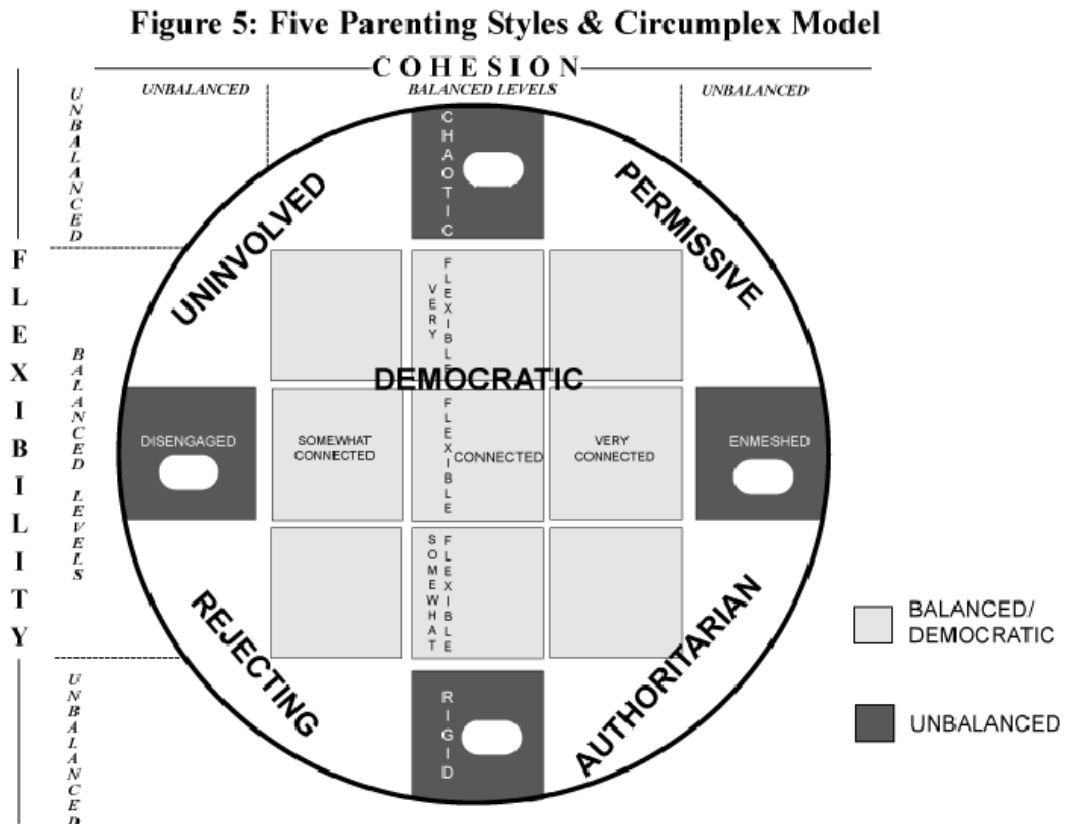 Figure 5: Five Parenting Styles & Circumplex Model
COHESION
UNBALANCED
BALANCED LEVELS
UNBALANCED
UNBALANCED
FLEXIBILITY
BALANCED LEVELS
UNBALANCED
CHAOTIC
UNINVOLVED
PERMISSIVE
VERY
FLEXIBLE
DEMOCRATIC
DISENGAGED
SOMEWHAT
CONNECTED
FLEXIBLE
CONNECTED
VERY
CONNECTED
ENMESHED
SOMEWHAT
FLEXIBLE
REJECTING
AUTHORITARIAN
RIGID
BALANCED/
DEMOCRATIC
UNBALANCED